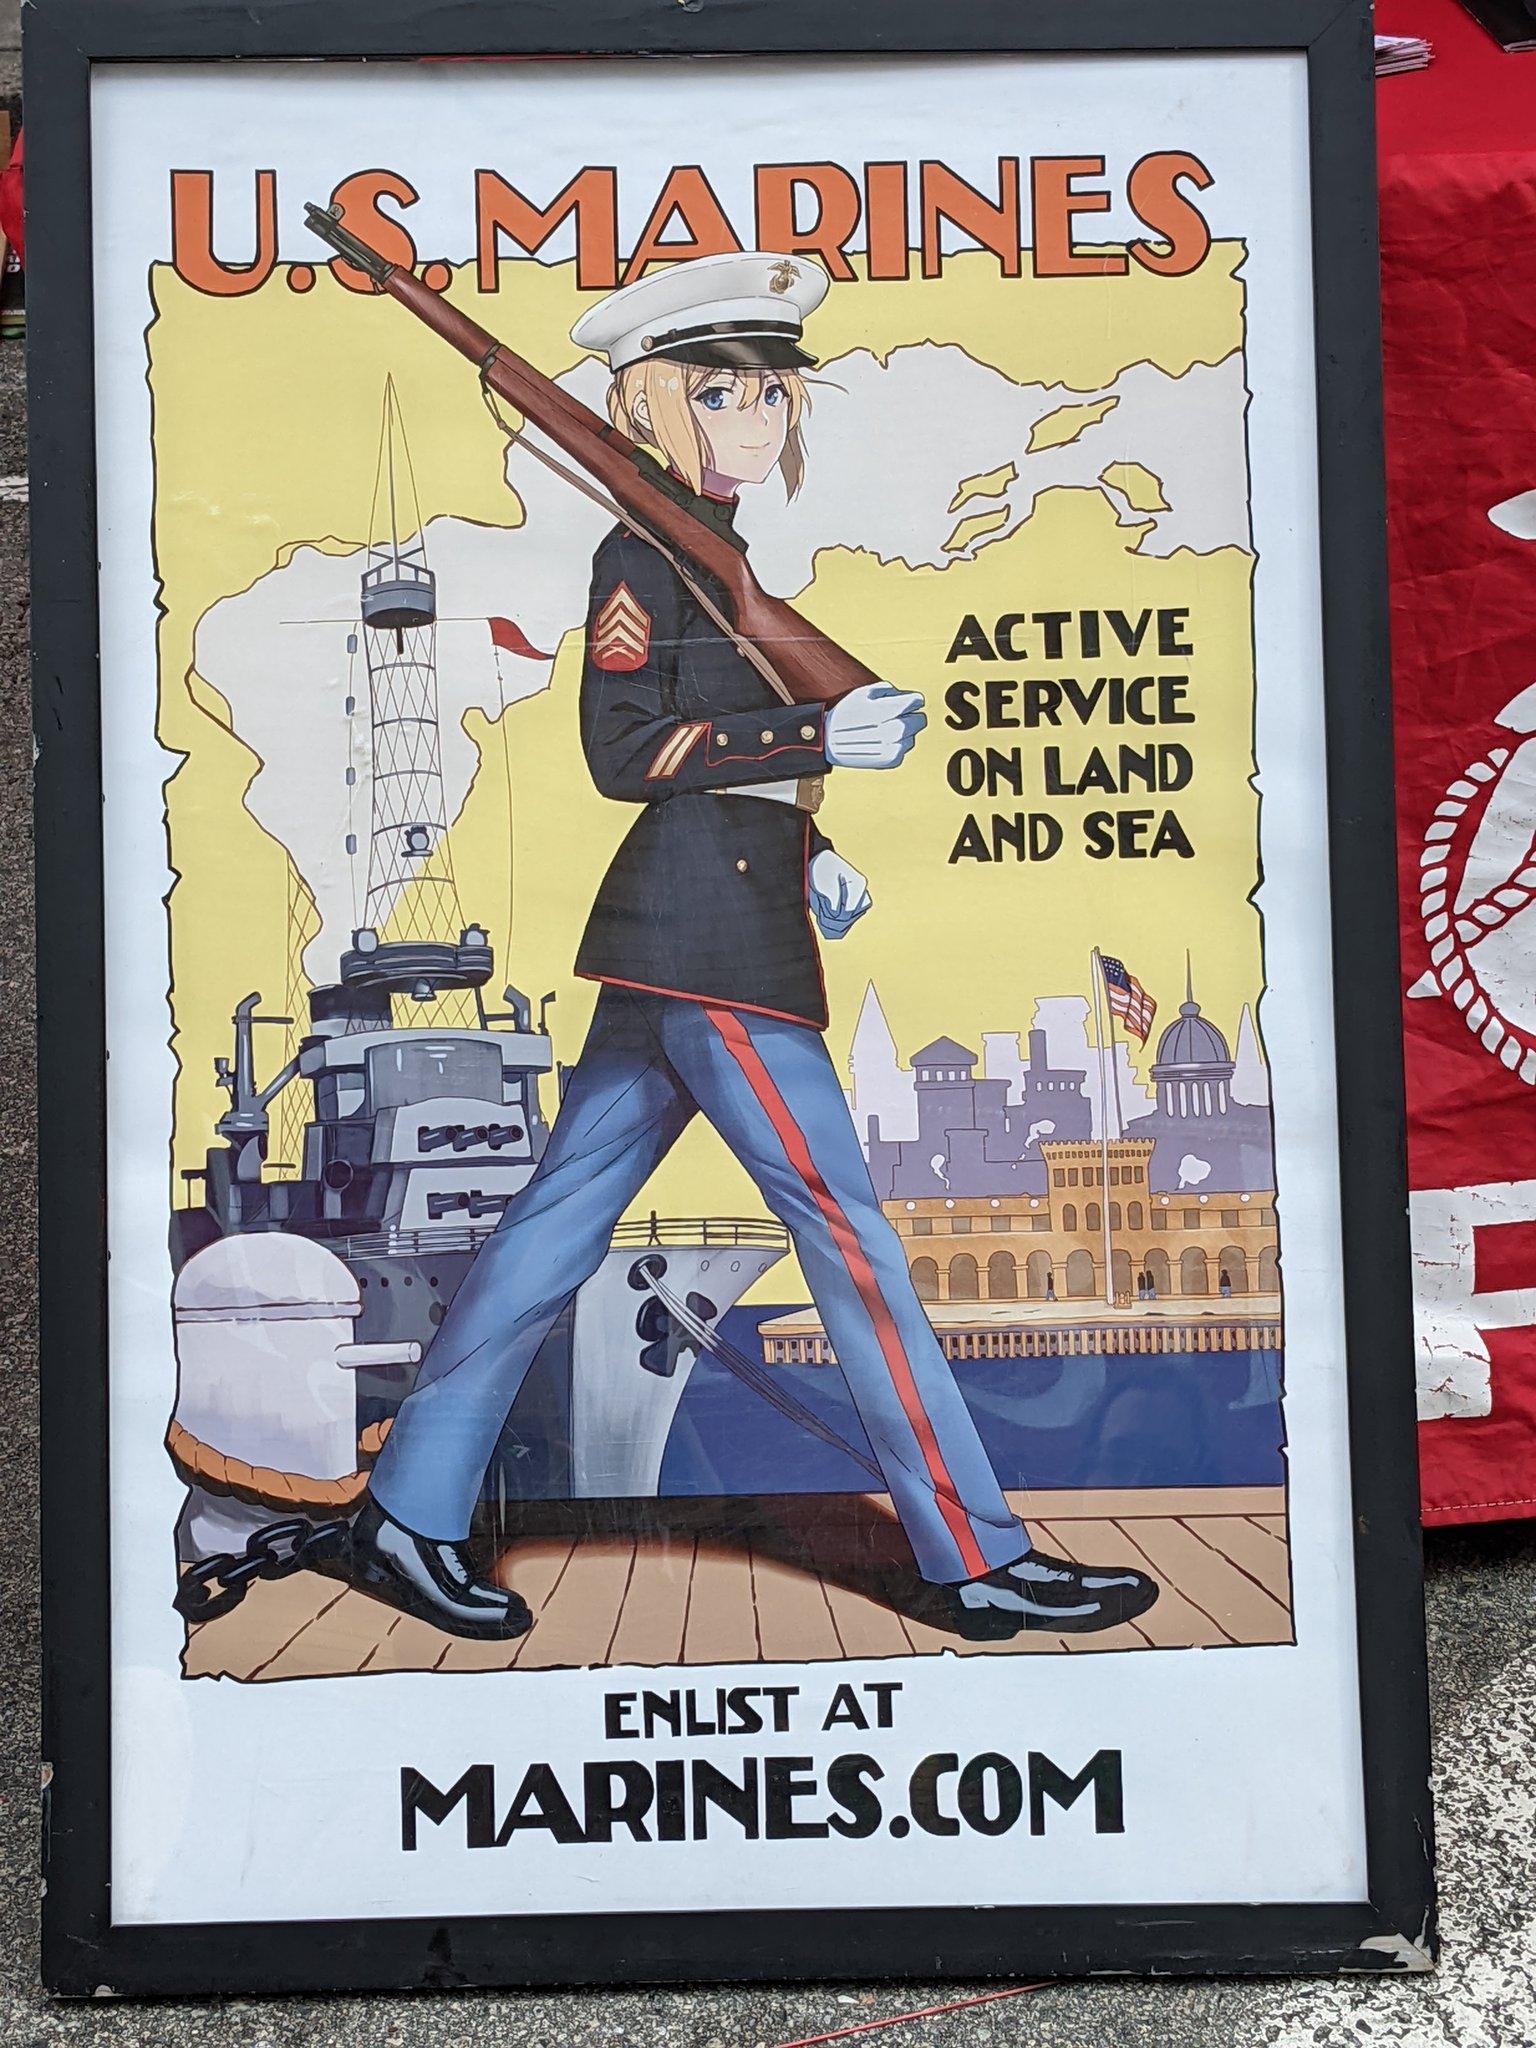 U.S. MARINES
ACTIVE
SERVICE
ON LAND
AND SEA
ENLIST AT
MARINES.COM